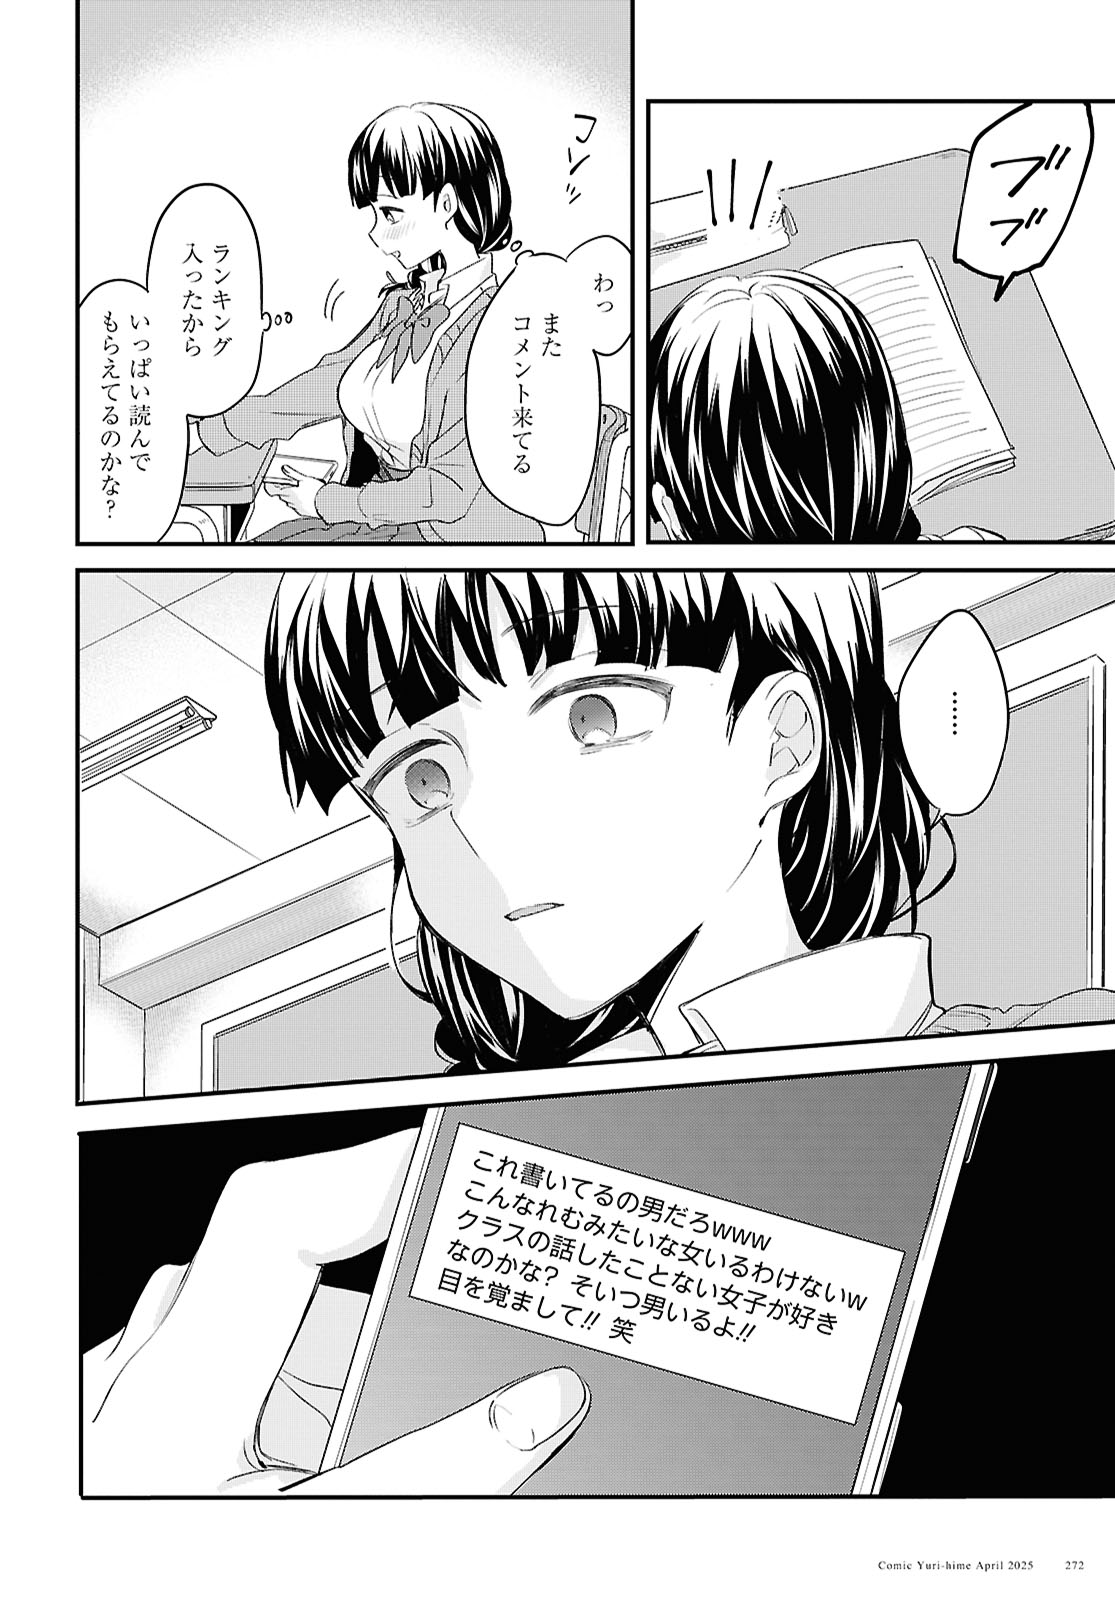 ブブ
わっ
また
コメント来てる
コソ゛
ランキング
入ったから
いっぱい読んで
もらえてるのかな?
……
これ書いてるの男だろwww
こんなれむみたいな女いるわけないw
クラスの話したことない女子が好き
なのかな? そいつ男いるよ!!
目を覚まして!! 笑
Comic Yuri-hime April 2025 272